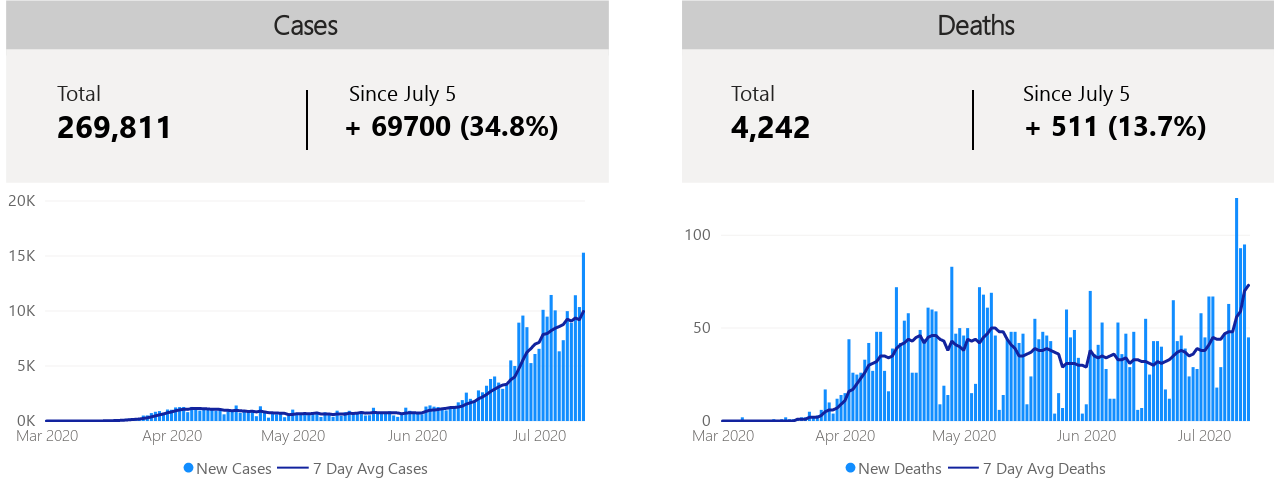 Cases
Total
269,811
Since July 5
+ 69700 (34.8%)
20K
15K
10K
5K
0K
Mar 2020 Apr 2020 May 2020 Jun 2020 Jul 2020
New Cases 7 Day Avg Cases
Deaths
Total
4,242
Since July 5
+ 511 (13.7%)
100
50
0
Mar 2020 Apr 2020 May 2020 Jun 2020 Jul 2020
New Deaths 7 Day Avg Deaths